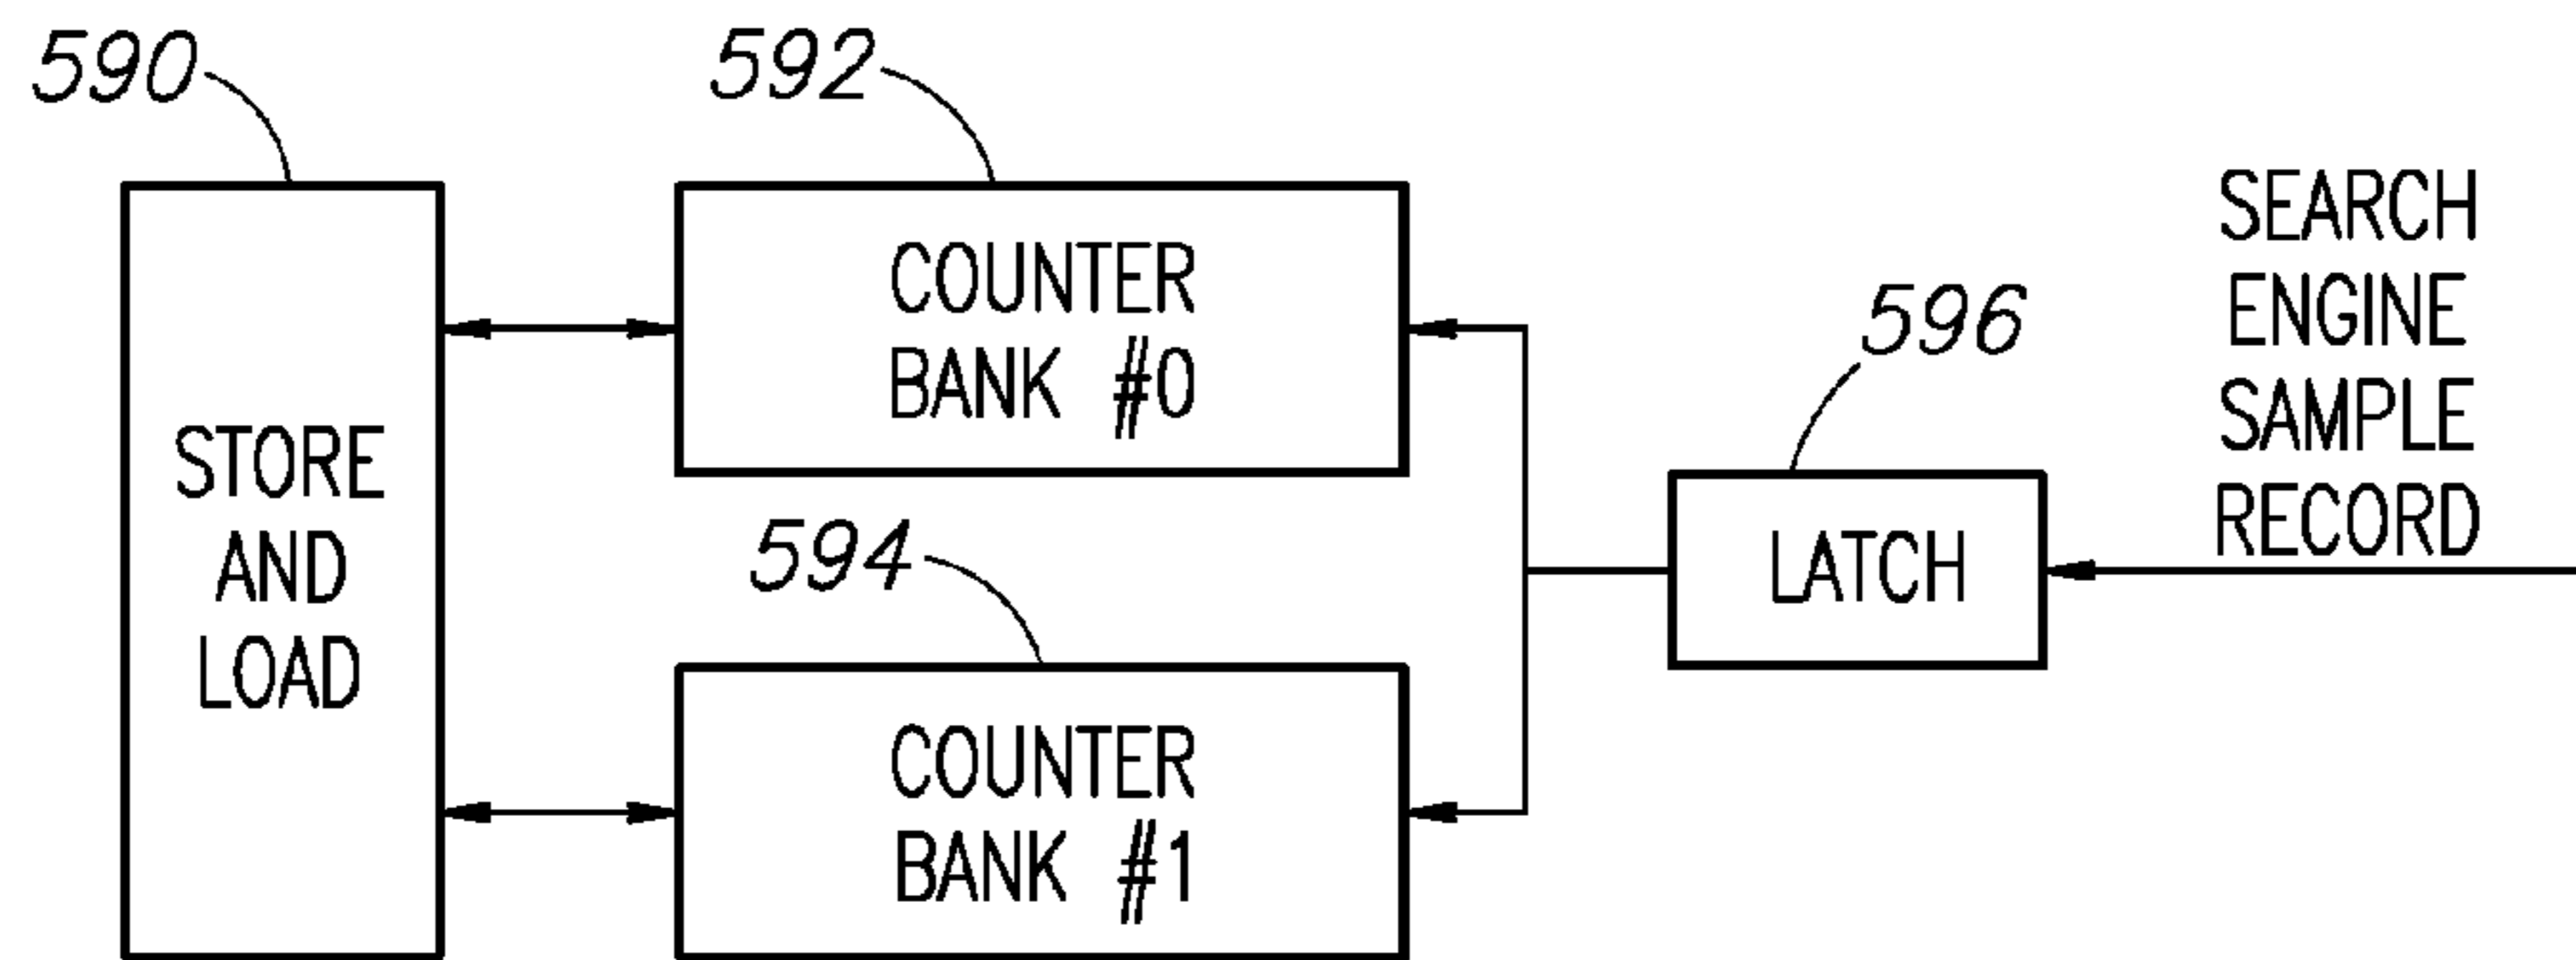 590
592
COUNTER
BANK #0
STORE
AND
LOAD
594
COUNTER
BANK #1
596
LATCH
SEARCH
ENGINE
SAMPLE
RECORD